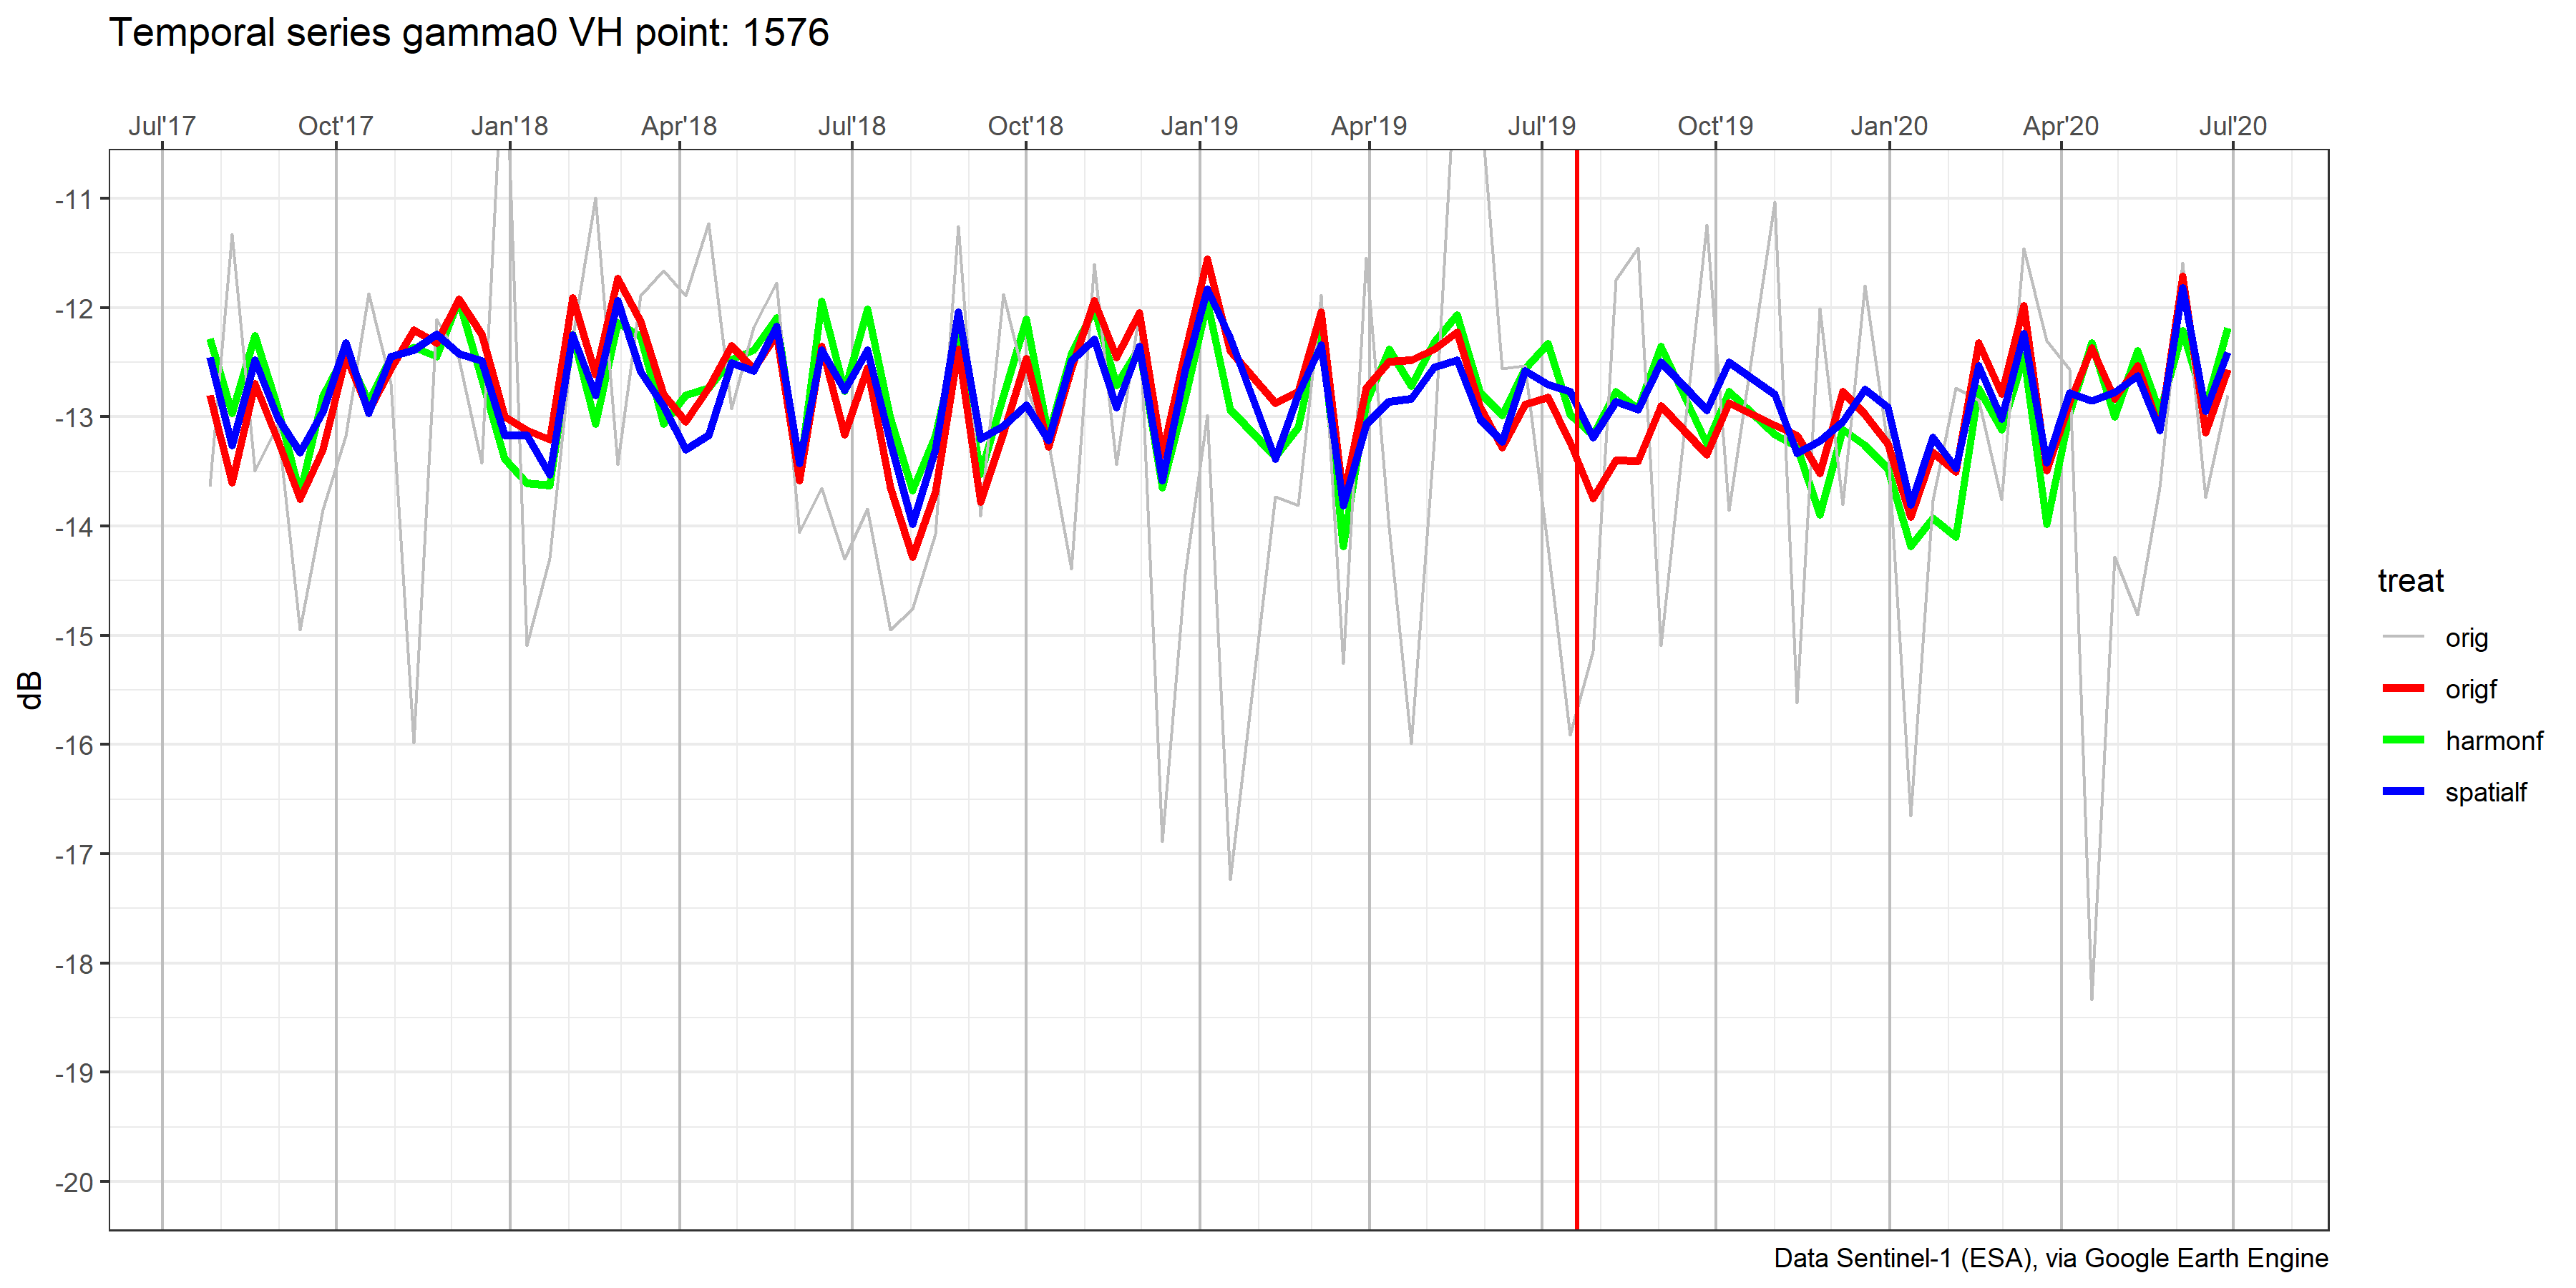 Temporal series gamma0 VH point: 1576
Jul'17 Oct'17 Jan'18 Apr'18 Jul'18 Oct'18 Jan'19 Apr'19 Jul'19 Oct'19 Jan'20 Apr'20 Jul'20
-11
-12
-13
-14
-15
-16
-17
-18
-19
-20
dB
treat
orig
origf
harmonf
spatialf
Data Sentinel-1 (ESA), via Google Earth Engine